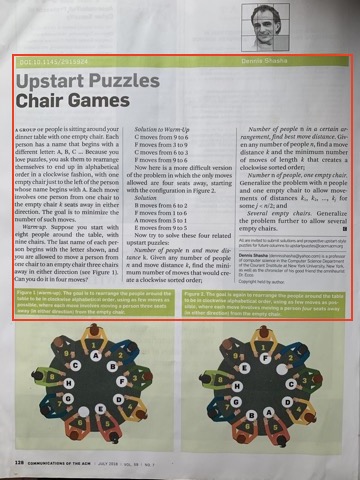 DOI:10.1145/2912924
Dennis Shasha
Upstart Puzzles
Chair Games
A GROUP OF people is sitting around your
dinner table with one empty chair. Each
person has a name that begins with a
different letter: A, B, C ... Because you
love puzzles, you ask them to rearrange
themselves to end up in alphabetical
order in a clockwise fashion, with one
empty chair just to the left of the person
whose name begins with A. Each move
involves one person from one chair to
the empty chair k seats away in either
direction. The goal is to minimize the
number of such moves.
Warm-up. Suppose you start with
eight people around the table, with
nine chairs. The last name of each per-
son begins with the letter shown, and
you are allowed to move a person from
one chair to an empty chair three chairs
away in either direction (see Figure 1).
Can you do it in four moves?
Solution to Warm-Up
C moves from 9 to 6
F moves from 3 to 9
C moves from 6 to 3
F moves from 9 to 6
Now here is a more difficult version
of the problem in which the only moves
allowed are four seats away, starting
with the configuration in Figure 2.
Solution
B moves from 6 to 2
F moves from 1 to 6
A moves from 5 to 1
E moves from 9 to 5
Now try to solve these four related
upstart puzzles:
Number of people n and move dis-
tance k. Given any number of people
n and move distance k, find the mini-
mum number of moves that would cre-
ate a clockwise sorted order;
Number of people n in a certain ar-
rangement, find best move distance. Giv-
en any number of people n, find a move
distance k and the minimum number
of moves of length k that creates a
clockwise sorted order;
Number n of people, one empty chair.
Generalize the problem with n people
and one empty chair to allow move-
ments of distances k₁, k₂, ..., kⱼ for
some j < n/2; and
Several empty chairs. Generalize
the problem further to allow several
empty chairs.
All are invited to submit solutions and prospective upstart-style
puzzles for future columns to
Dennis Shasha (dennisshasha@yahoo.com) is a professor
of computer science in the Computer Science Department
of the Courant Institute at New York University, New York,
as well as the chronicler of his good friend the omniheurist
Dr. Ecco.
Copyright held by author.
Figure 1 (warm-up). The goal is to rearrange the people around the
table to be in clockwise alphabetical order, using as few moves as
possible, where each move involves moving a person three seats
away (in either direction) from the empty chair.
Figure 2. The goal is again to rearrange the people around the table
to be in clockwise alphabetical order, using as few moves as pos-
sible, where each move involves moving a person four seats away
(in either direction) from the empty chair.
128 COMMUNICATIONS OF THE ACM | JULY 2016 | VOL. 59 | NO. 7